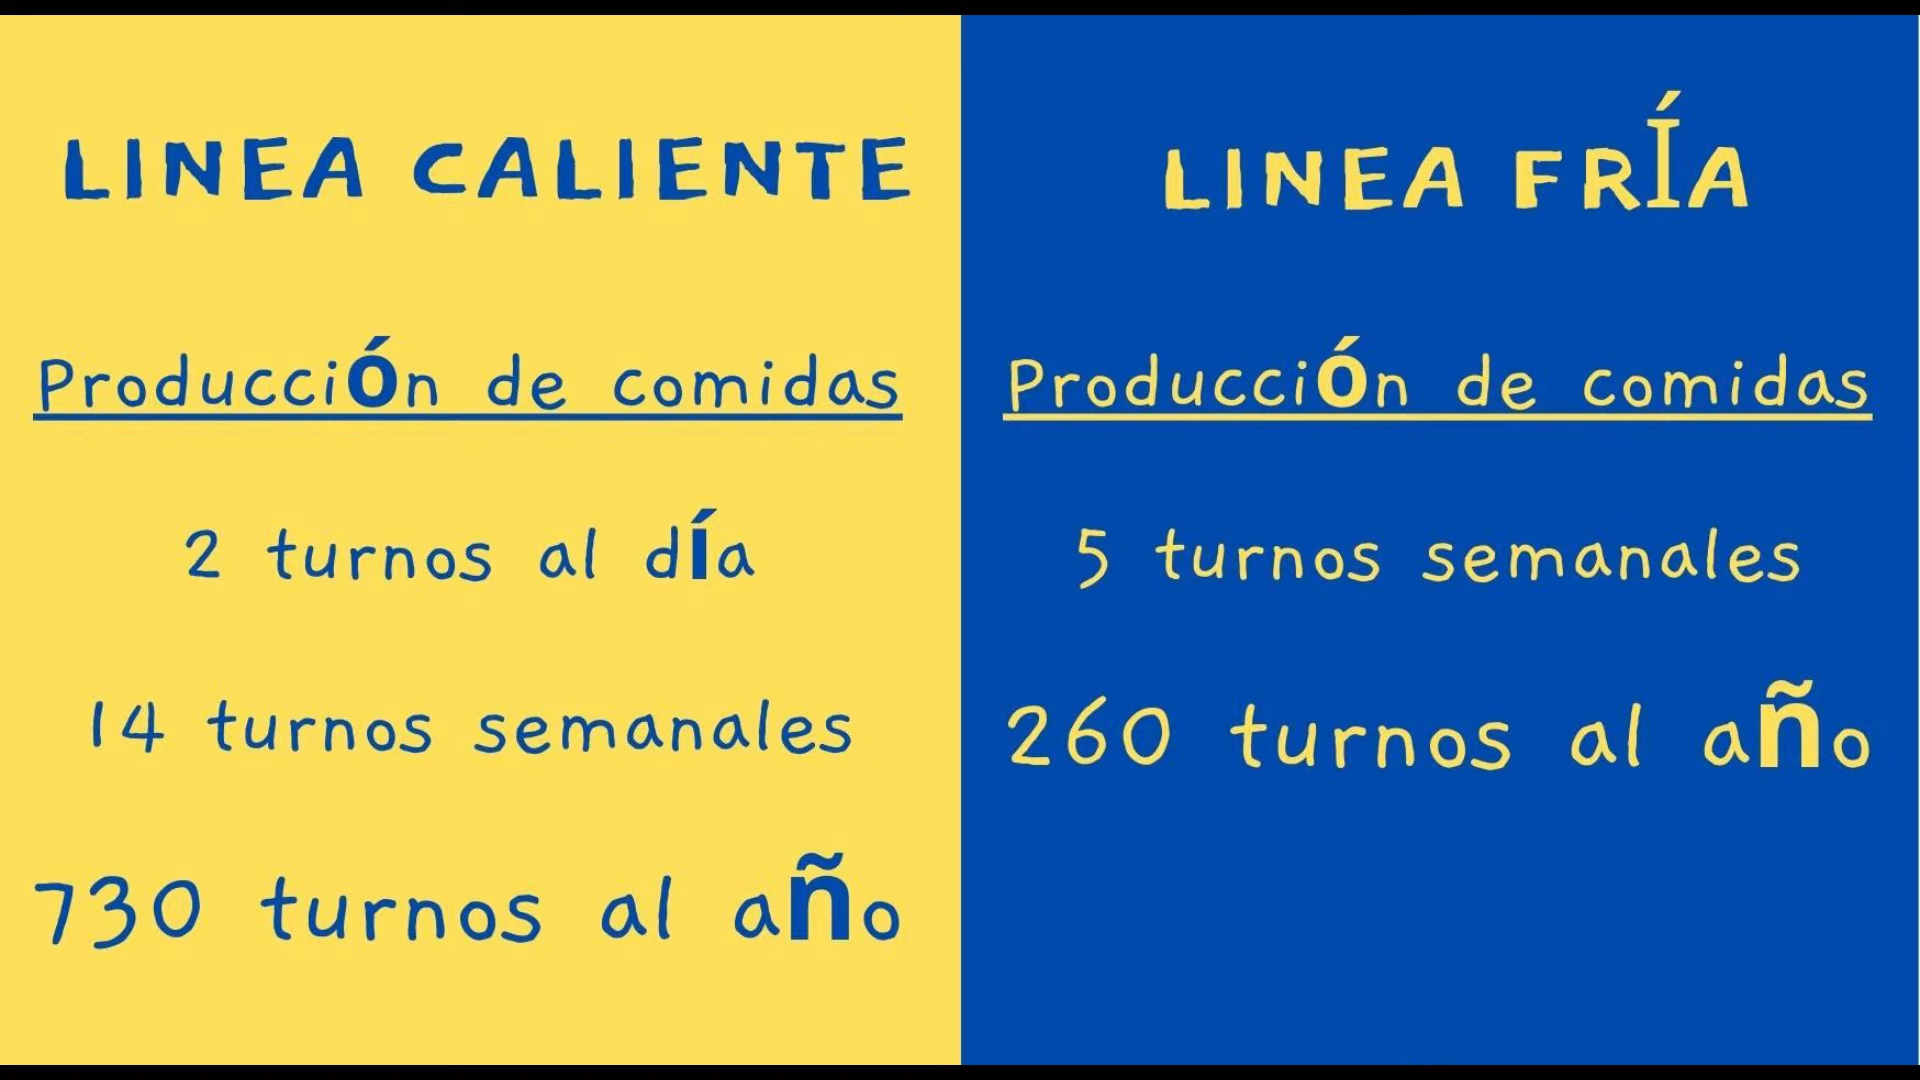 LINEA CALIENTE
Producción de comidas
2 turnos al día
14 turnos semanales
730 turnos al año
LINEA FRÍA
Producción de comidas
5 turnos semanales
260 turnos al año